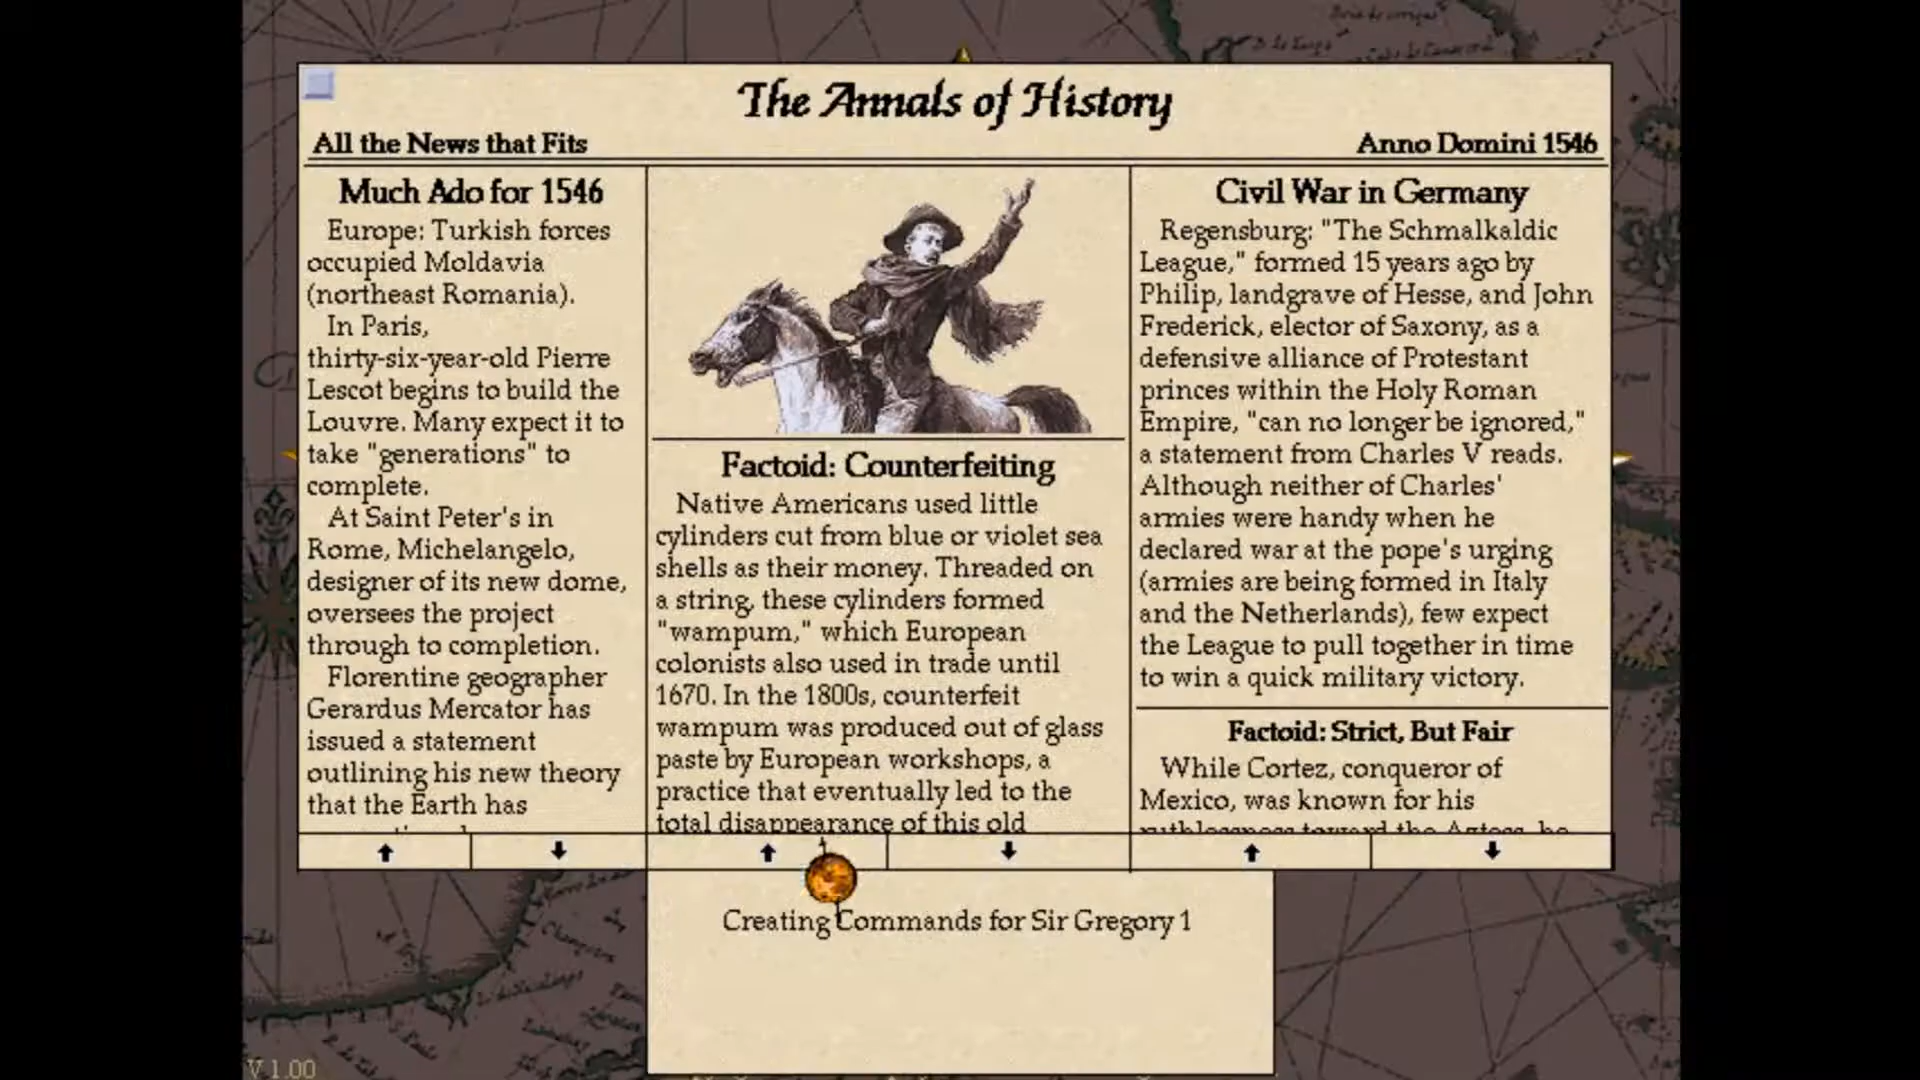 The Annals of History
All the News that Fits
Anno Domini 1546
Much Ado for 1546
Europe: Turkish forces
occupied Moldavia
(northeast Romania).
In Paris,
thirty-six-year-old Pierre
Lescot begins to build the
Louvre. Many expect it to
take "generations" to
complete.
At Saint Peter's in
Rome, Michelangelo,
designer of its new dome,
oversees the project
through to completion.
Florentine geographer
Gerardus Mercator has
issued a statement
outlining his new theory
that the Earth has
Factoid: Counterfeiting
Native Americans used little
cylinders cut from blue or violet sea
shells as their money. Threaded on
a string, these cylinders formed
"wampum," which European
colonists also used in trade until
1670. In the 1800s, counterfeit
wampum was produced out of glass
paste by European workshops, a
practice that eventually led to the
total disappearance of this old
Civil War in Germany
Regensburg: "The Schmalkaldic
League," formed 15 years ago by
Philip, landgrave of Hesse, and John
Frederick, elector of Saxony, as a
defensive alliance of Protestant
princes within the Holy Roman
Empire, "can no longer be ignored,"
a statement from Charles V reads.
Although neither of Charles'
armies were handy when he
declared war at the pope's urging
(armies are being formed in Italy
and the Netherlands), few expect
the League to pull together in time
to win a quick military victory.
Factoid: Strict, But Fair
While Cortez, conqueror of
Mexico, was known for his
ruthlessness toward the Aztecs, he
Creating Commands for Sir Gregory 1
V 1.00